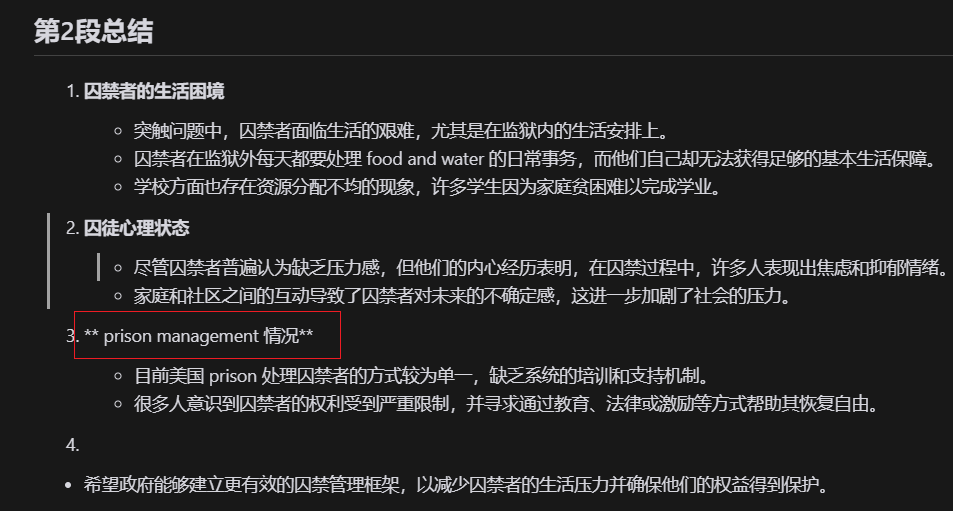 第2段总结
1. 囚禁者的生活困境
突触问题中，囚禁者面临生活的艰难，尤其是在监狱内的生活安排上。
囚禁者在监狱外每天都要处理 food and water 的日常事务，而他们自己却无法获得足够的基本生活保障。
学校方面也存在资源分配不均的现象，许多学生因为家庭贫困难以完成学业。
2. 囚徒心理状态
尽管囚禁者普遍认为缺乏压力感，但他们的内心经历表明，在囚禁过程中，许多人表现出焦虑和抑郁情绪。
家庭和社区之间的互动导致了囚禁者对未来的不确定感，这进一步加剧了社会的压力。
3. ** prison management 情况**
目前美国 prison 处理囚禁者的方式较为单一，缺乏系统的培训和支持机制。
很多人意识到囚禁者的权利受到严重限制，并寻求通过教育、法律或激励等方式帮助其恢复自由。
4.
希望政府能够建立更有效的囚禁管理框架，以减少囚禁者的生活压力并确保他们的权益得到保护。